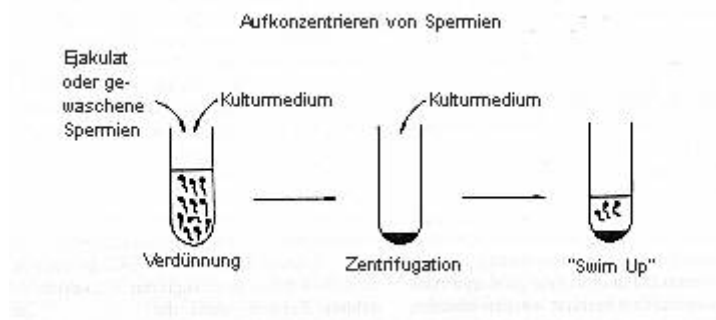 Aufkonzentrieren von Spermien
Ejakulat
oder ge-
waschene
Spermien
Kulturmedium
Kulturmedium
Verdünnung
Zentrifugation
"Swim Up"